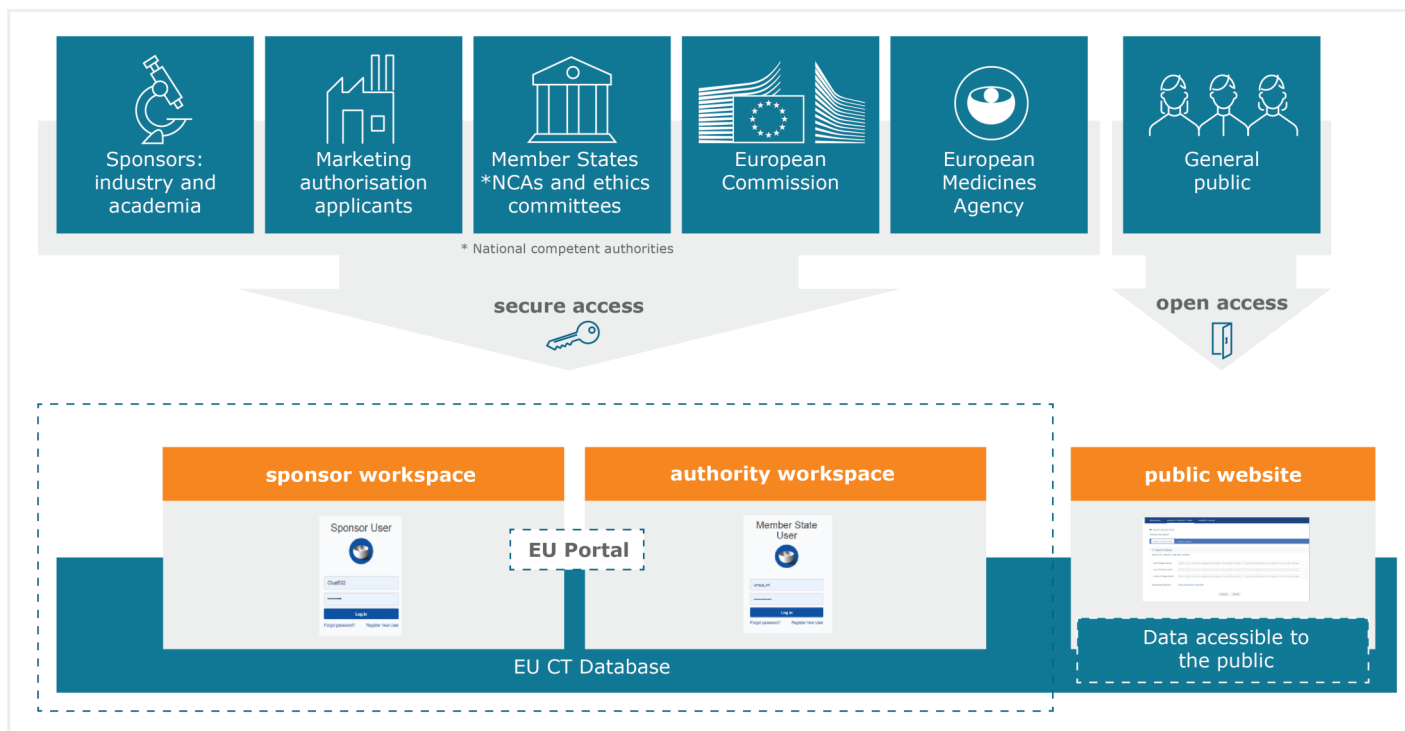 Sponsors:
industry and
academia
Marketing
authorisation
applicants
Member States
*NCAs and ethics
committees
European
Commission
European
Medicines
Agency
General
public
* National competent authorities
secure access
open access
sponsor workspace
authority workspace
public website
Sponsor User
Log in
Forgot password?
Register New User
EU Portal
Member State
User
Log in
Forgot password?
Register New User
Data acessible to
the public
EU CT Database